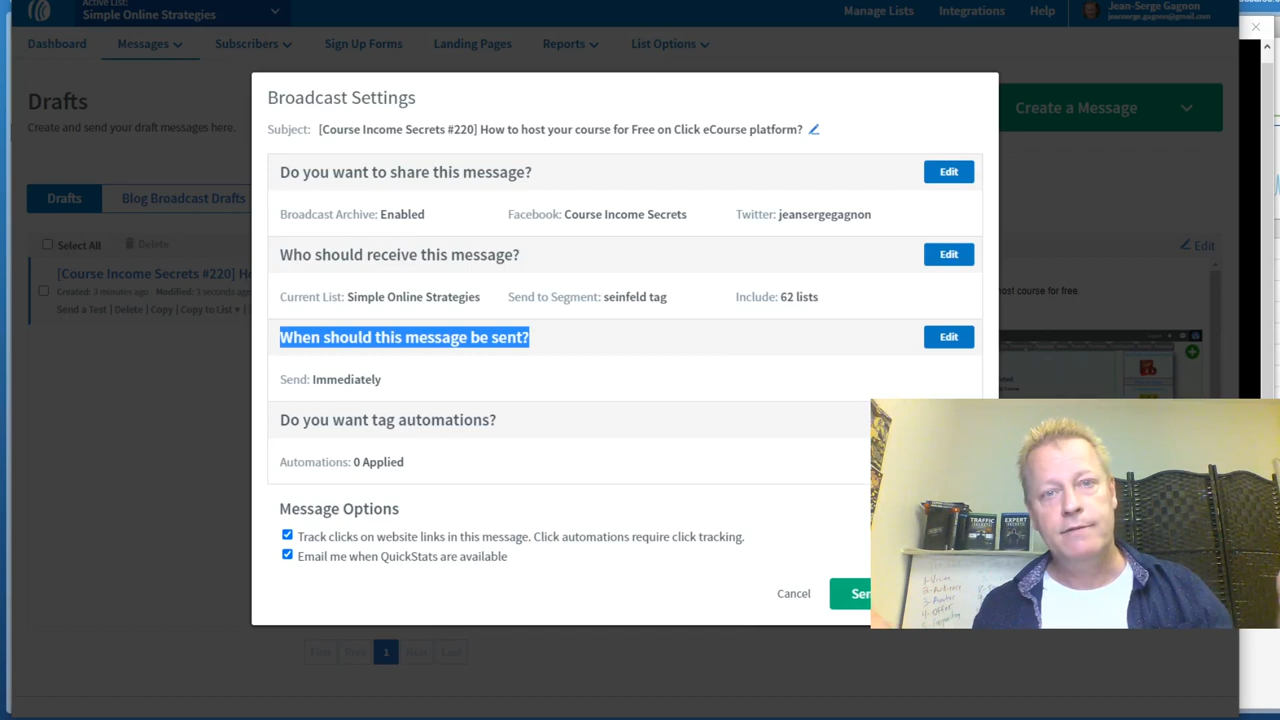 Active List:
Simple Online Strategies
Manage Lists
Integrations
Help
Jean-Serge Gagnon
jeanserge.gagnon@gmail.com
Dashboard
Messages
Subscribers
Sign Up Forms
Landing Pages
Reports
List Options
Drafts
Create and send your draft messages here.
Create a Message
Drafts
Blog Broadcast Drafts
Select All
Delete
Edit
[Course Income Secrets #220] H
Created: 3 minutes ago Modified: 3 seconds ago
Send a Test | Delete | Copy | Copy to List
ost course for free
Broadcast Settings
Subject: [Course Income Secrets #220] How to host your course for Free on Click eCourse platform?
Do you want to share this message?
Edit
Broadcast Archive: Enabled
Facebook: Course Income Secrets
Twitter: jeansergegagnon
Who should receive this message?
Edit
Current List: Simple Online Strategies
Send to Segment: seinfeld tag
Include: 62 lists
When should this message be sent?
Edit
Send: Immediately
Do you want tag automations?
Automations: 0 Applied
Message Options
Track clicks on website links in this message. Click automations require click tracking.
Email me when QuickStats are available
Cancel
Sen
First
Prev
1
Next
Last
TRAFFIC
SECRETS
EXPERT
SECRETS